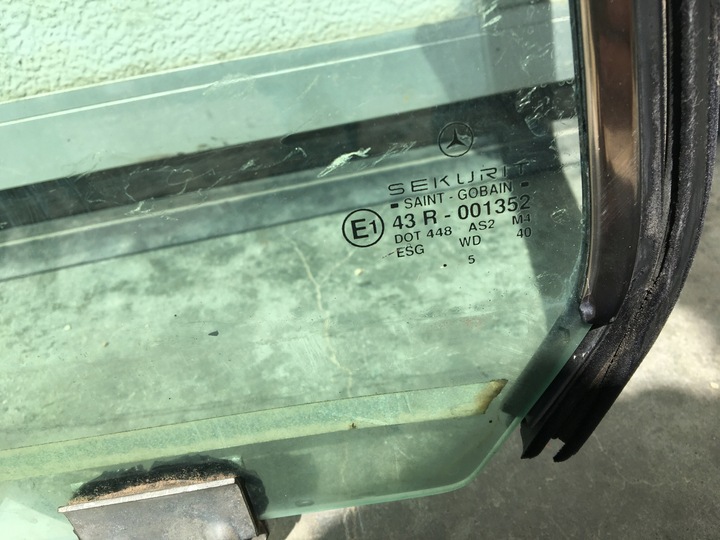 SEKURIT
SAINT - GOBAIN
E1 43 R - 001352
DOT 448 AS2 M4
ESG WD 40
5